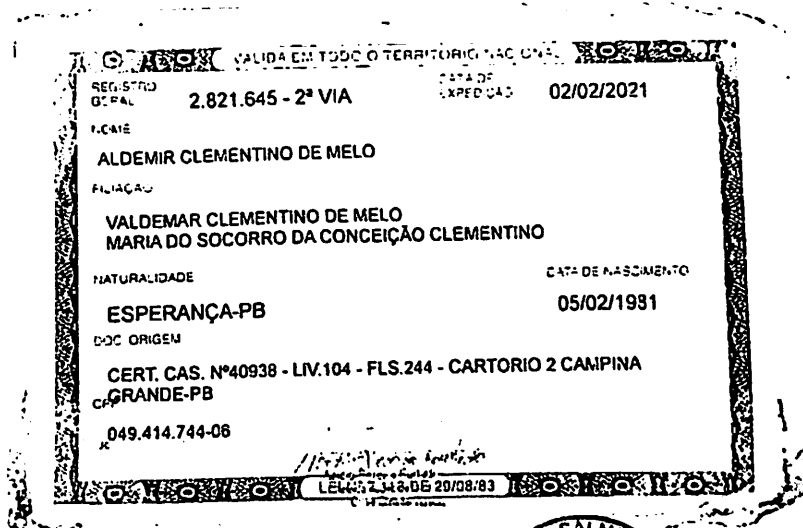 VALIDA EM TODO O TERRITORIO NACIONAL
REGISTRO GERAL 2.821.645 - 2ª VIA DATA DE EXPEDIÇÃO 02/02/2021
NOME
ALDEMIR CLEMENTINO DE MELO
FILIAÇÃO
VALDEMAR CLEMENTINO DE MELO
MARIA DO SOCORRO DA CONCEIÇÃO CLEMENTINO
NATURALIDADE DATA DE NASCIMENTO
ESPERANÇA-PB 05/02/1981
DOC ORIGEM
CERT. CAS. Nº40938 - LIV.104 - FLS.244 - CARTORIO 2 CAMPINA
GRANDE-PB
CPF
049.414.744-06
DE 29/08/83